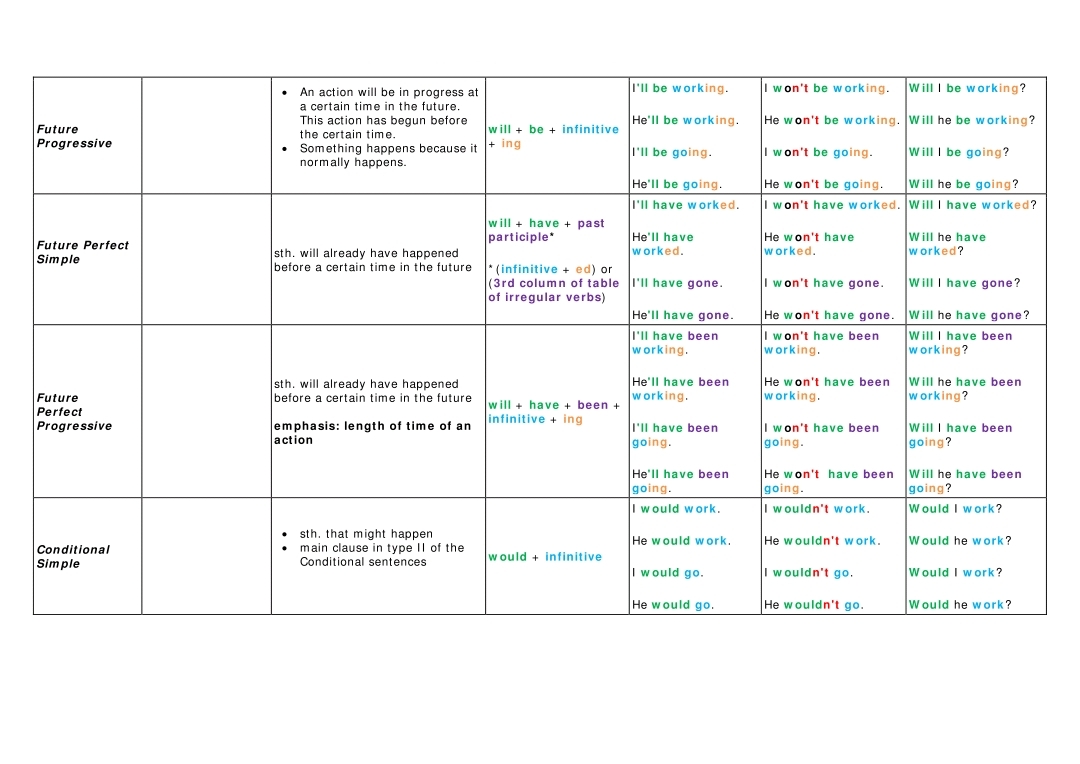 Future
Progressive
• An action will be in progress at
a certain time in the future.
This action has begun before
the certain time.
• Something happens because it
normally happens.
will + be + infinitive
+ ing
I'll be working.
He'll be working.
I'll be going.
He'll be going.
I won't be working.
He won't be working.
I won't be going.
He won't be going.
Will I be working?
Will he be working?
Will I be going?
Will he be going?
Future Perfect
Simple
sth. will already have happened
before a certain time in the future
will + have + past
participle*
*(infinitive + ed) or
(3rd column of table
of irregular verbs)
I'll have worked.
He'll have
worked.
I'll have gone.
He'll have gone.
I won't have worked.
He won't have
worked.
I won't have gone.
He won't have gone.
Will I have worked?
Will he have
worked?
Will I have gone?
Will he have gone?
Future
Perfect
Progressive
sth. will already have happened
before a certain time in the future
emphasis: length of time of an
action
will + have + been +
infinitive + ing
I'll have been
working.
He'll have been
working.
I'll have been
going.
He'll have been
going.
I won't have been
working.
He won't have been
working.
I won't have been
going.
He won't have been
going.
Will I have been
working?
Will he have been
working?
Will I have been
going?
Will he have been
going?
Conditional
Simple
• sth. that might happen
• main clause in type II of the
Conditional sentences
would + infinitive
I would work.
He would work.
I would go.
He would go.
I wouldn't work.
He wouldn't work.
I wouldn't go.
He wouldn't go.
Would I work?
Would he work?
Would I work?
Would he work?